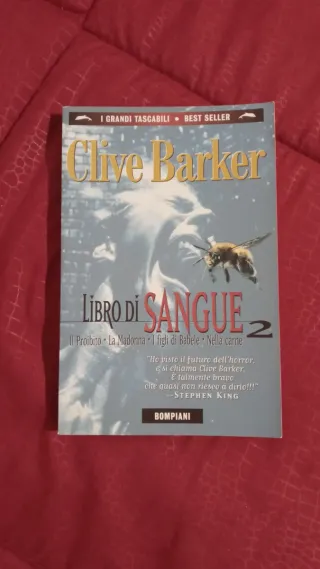 I GRANDI TASCABILI • BEST SELLER
Clive Barker
LIBRO DI SANGUE 2
Il Proibito • La Madonna • I figli di Babele • Nella carne
"Ho visto il futuro dell'horror,
e si chiama Clive Barker.
È talmente bravo
che quasi non riesco a dirlo!!!"
—STEPHEN KING
BOMPIANI